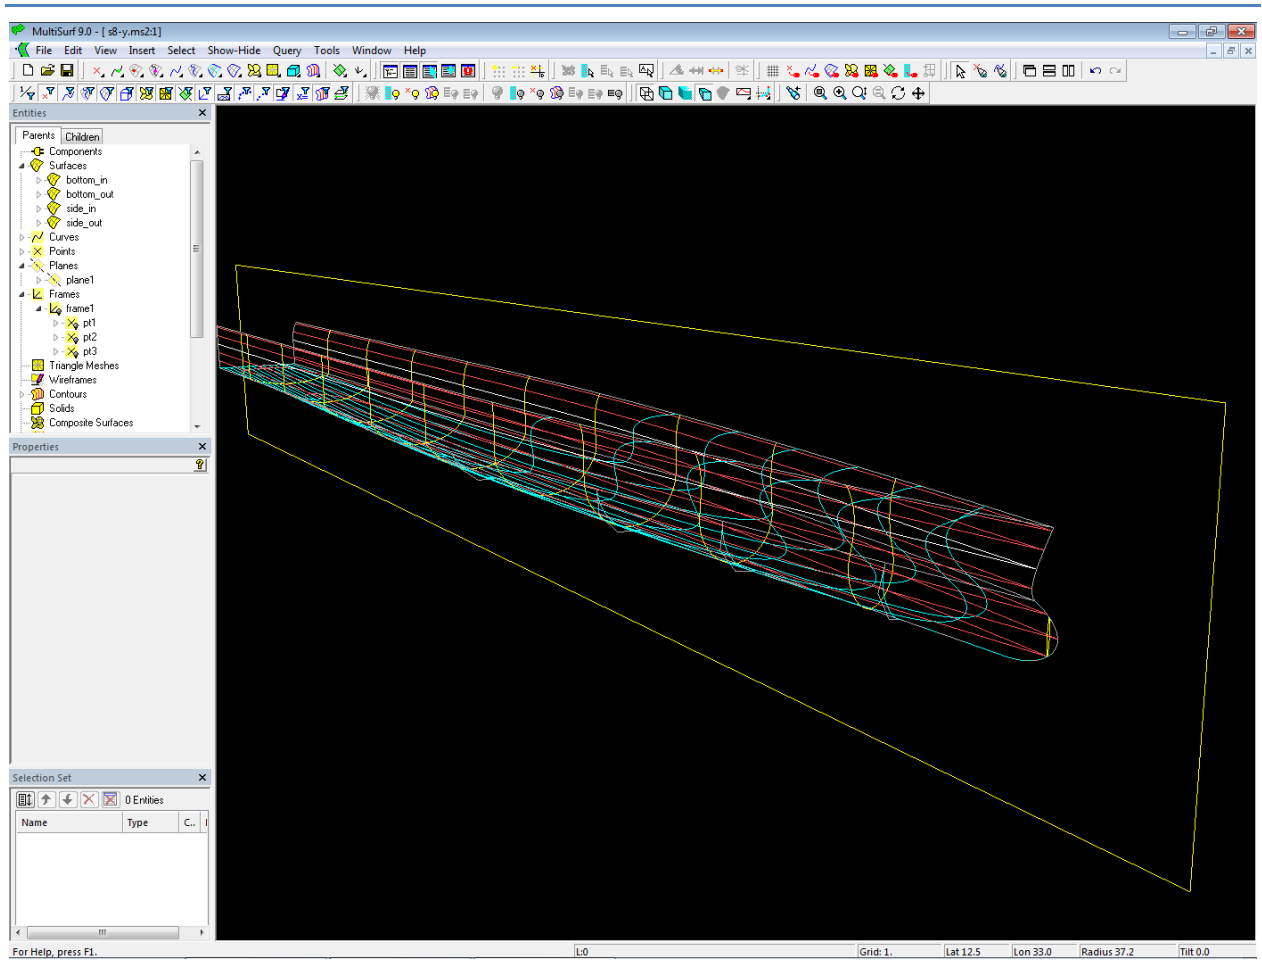 MultiSurf 9.0 - [ s8-y.ms2:1]
File Edit View Insert Select Show-Hide Query Tools Window Help
Entities
Parents Children
Components
Surfaces
bottom_in
bottom_out
side_in
side_out
Curves
Points
Planes
plane1
Frames
frame1
pt1
pt2
pt3
Triangle Meshes
Wireframes
Contours
Solids
Composite Surfaces
Properties
Selection Set
0 Entities
Name Type C..
For Help, press F1. L:0 Grid: 1. Lat 12.5 Lon 33.0 Radius 37.2 Tilt 0.0